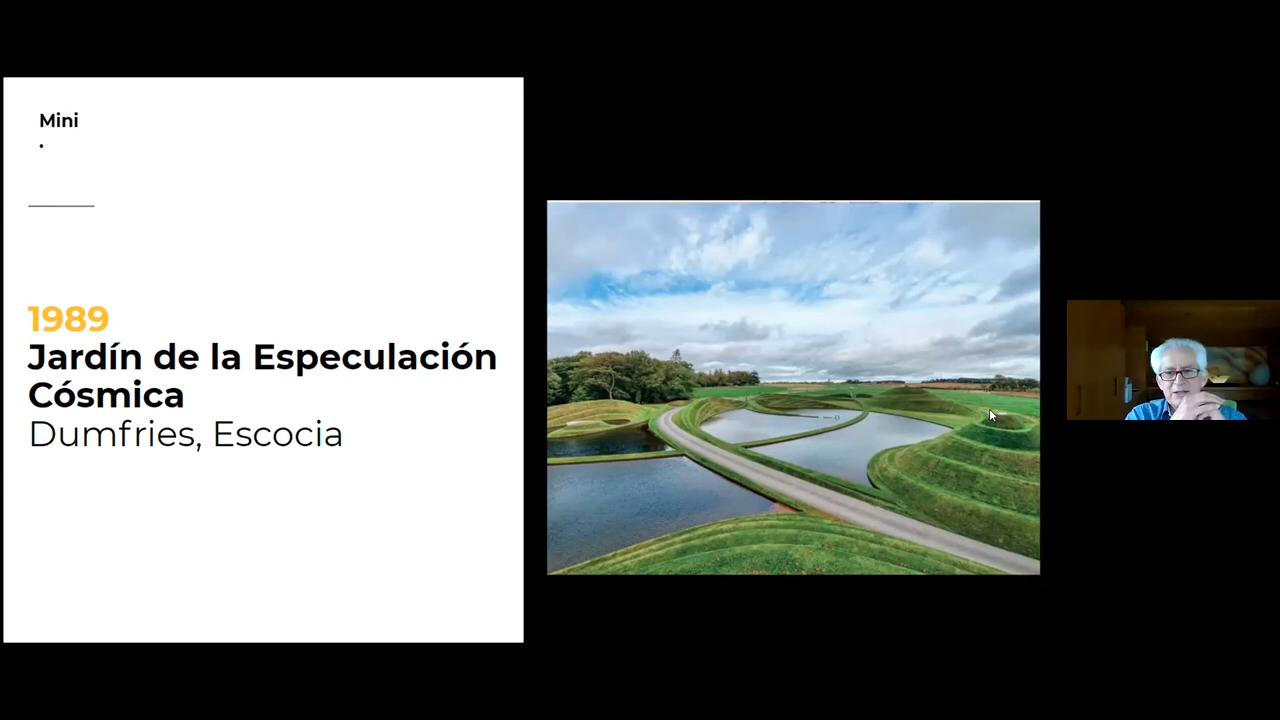 Mini
.
1989
Jardín de la Especulación
Cósmica
Dumfries, Escocia